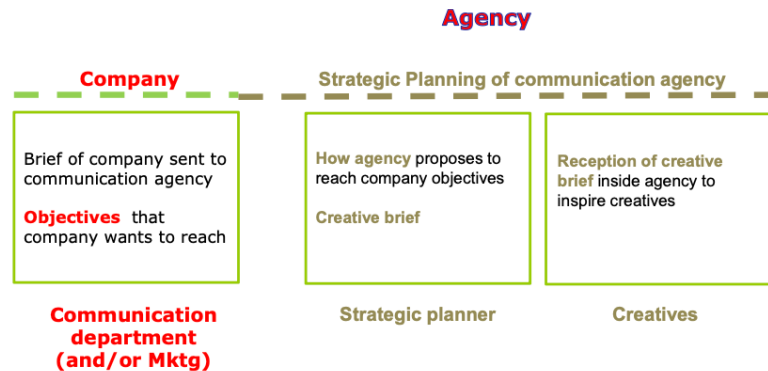 Agency
Company
Strategic Planning of communication agency
Brief of company sent to
communication agency
Objectives that
company wants to reach
How agency proposes to
reach company objectives
Creative brief
Reception of creative
brief inside agency to
inspire creatives
Communication
department
(and/or Mktg)
Strategic planner
Creatives